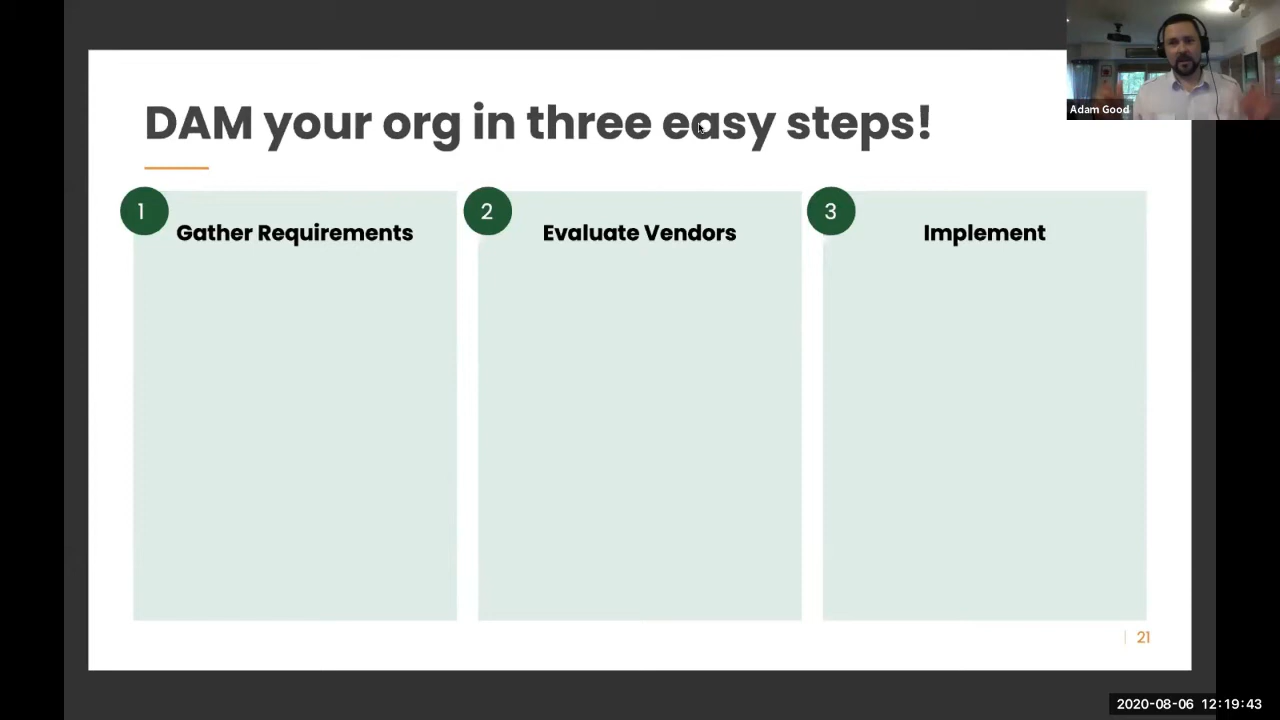 DAM your org in three easy steps!
Adam Good
1
Gather Requirements
2
Evaluate Vendors
3
Implement
21
2020-08-06 12:19:43